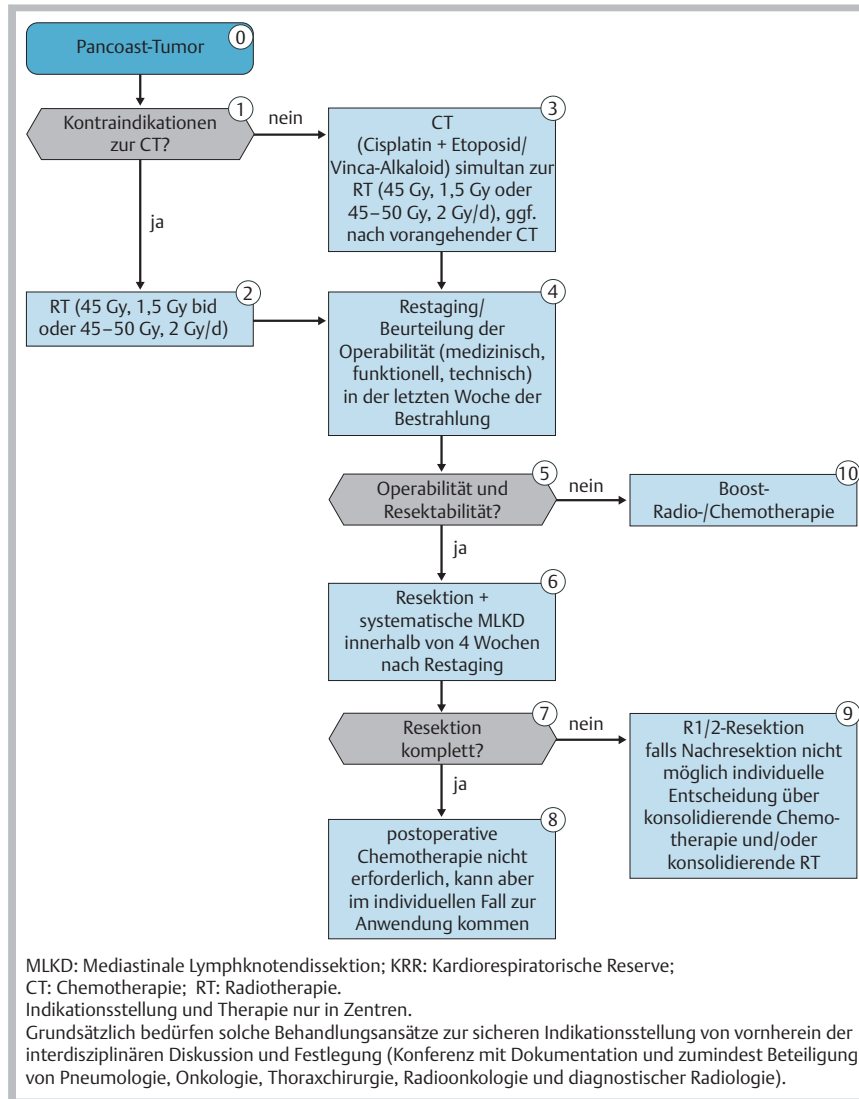 Pancoast-Tumor
0
Kontraindikationen
zur CT?
1
nein
ja
CT
(Cisplatin + Etoposid/
Vinca-Alkaloid) simultan zur
RT (45 Gy, 1,5 Gy oder
45–50 Gy, 2 Gy/d), ggf.
nach vorangehender CT
3
RT (45 Gy, 1,5 Gy bid
oder 45–50 Gy, 2 Gy/d)
2
Restaging/
Beurteilung der
Operabilität (medizinisch,
funktionell, technisch)
in der letzten Woche der
Bestrahlung
4
Operabilität und
Resektabilität?
5
nein
ja
Boost-
Radio-/Chemotherapie
10
Resektion +
systematische MLKD
innerhalb von 4 Wochen
nach Restaging
6
Resektion
komplett?
7
nein
ja
R1/2-Resektion
falls Nachresektion nicht
möglich individuelle
Entscheidung über
konsolidierende Chemo-
therapie und/oder
konsolidierende RT
9
postoperative
Chemotherapie nicht
erforderlich, kann aber
im individuellen Fall zur
Anwendung kommen
8
MLKD: Mediastinale Lymphknotendissektion; KRR: Kardiorespiratorische Reserve;
CT: Chemotherapie; RT: Radiotherapie.
Indikationsstellung und Therapie nur in Zentren.
Grundsätzlich bedürfen solche Behandlungsansätze zur sicheren Indikationsstellung von vornherein der
interdisziplinären Diskussion und Festlegung (Konferenz mit Dokumentation und zumindest Beteiligung
von Pneumologie, Onkologie, Thoraxchirurgie, Radioonkologie und diagnostischer Radiologie).